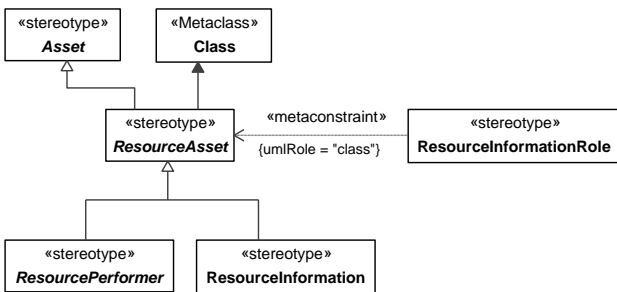 «stereotype»
Asset
«Metaclass»
Class
«stereotype»
ResourceAsset
«metaconstraint»
{umlRole = "class"}
«stereotype»
ResourceInformationRole
«stereotype»
ResourcePerformer
«stereotype»
ResourceInformation